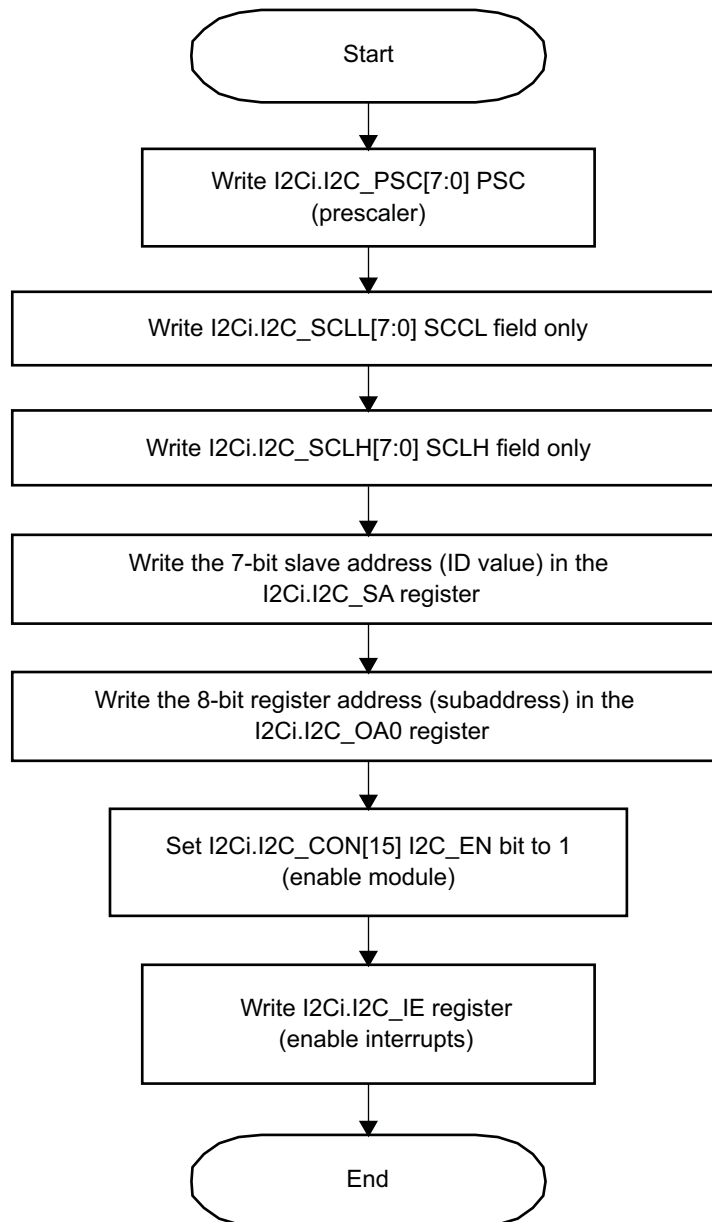 Start
Write I2Ci.I2C_PSC[7:0] PSC
(prescaler)
Write I2Ci.I2C_SCLL[7:0] SCCL field only
Write I2Ci.I2C_SCLH[7:0] SCLH field only
Write the 7-bit slave address (ID value) in the
I2Ci.I2C_SA register
Write the 8-bit register address (subaddress) in the
I2Ci.I2C_OA0 register
Set I2Ci.I2C_CON[15] I2C_EN bit to 1
(enable module)
Write I2Ci.I2C_IE register
(enable interrupts)
End